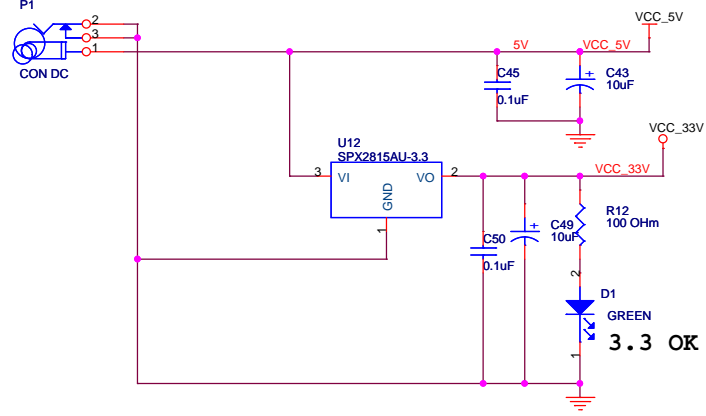 P1
2
3
1
CON DC
5V
VCC_5V
VCC_5V
C45
0.1uF
C43
10uF
VCC_33V
U12
SPX2815AU-3.3
3
VI
VO
2
GND
1
VCC_33V
C50
0.1uF
C49
10uF
R12
100 OHm
2
D1
GREEN
3.3 OK
1